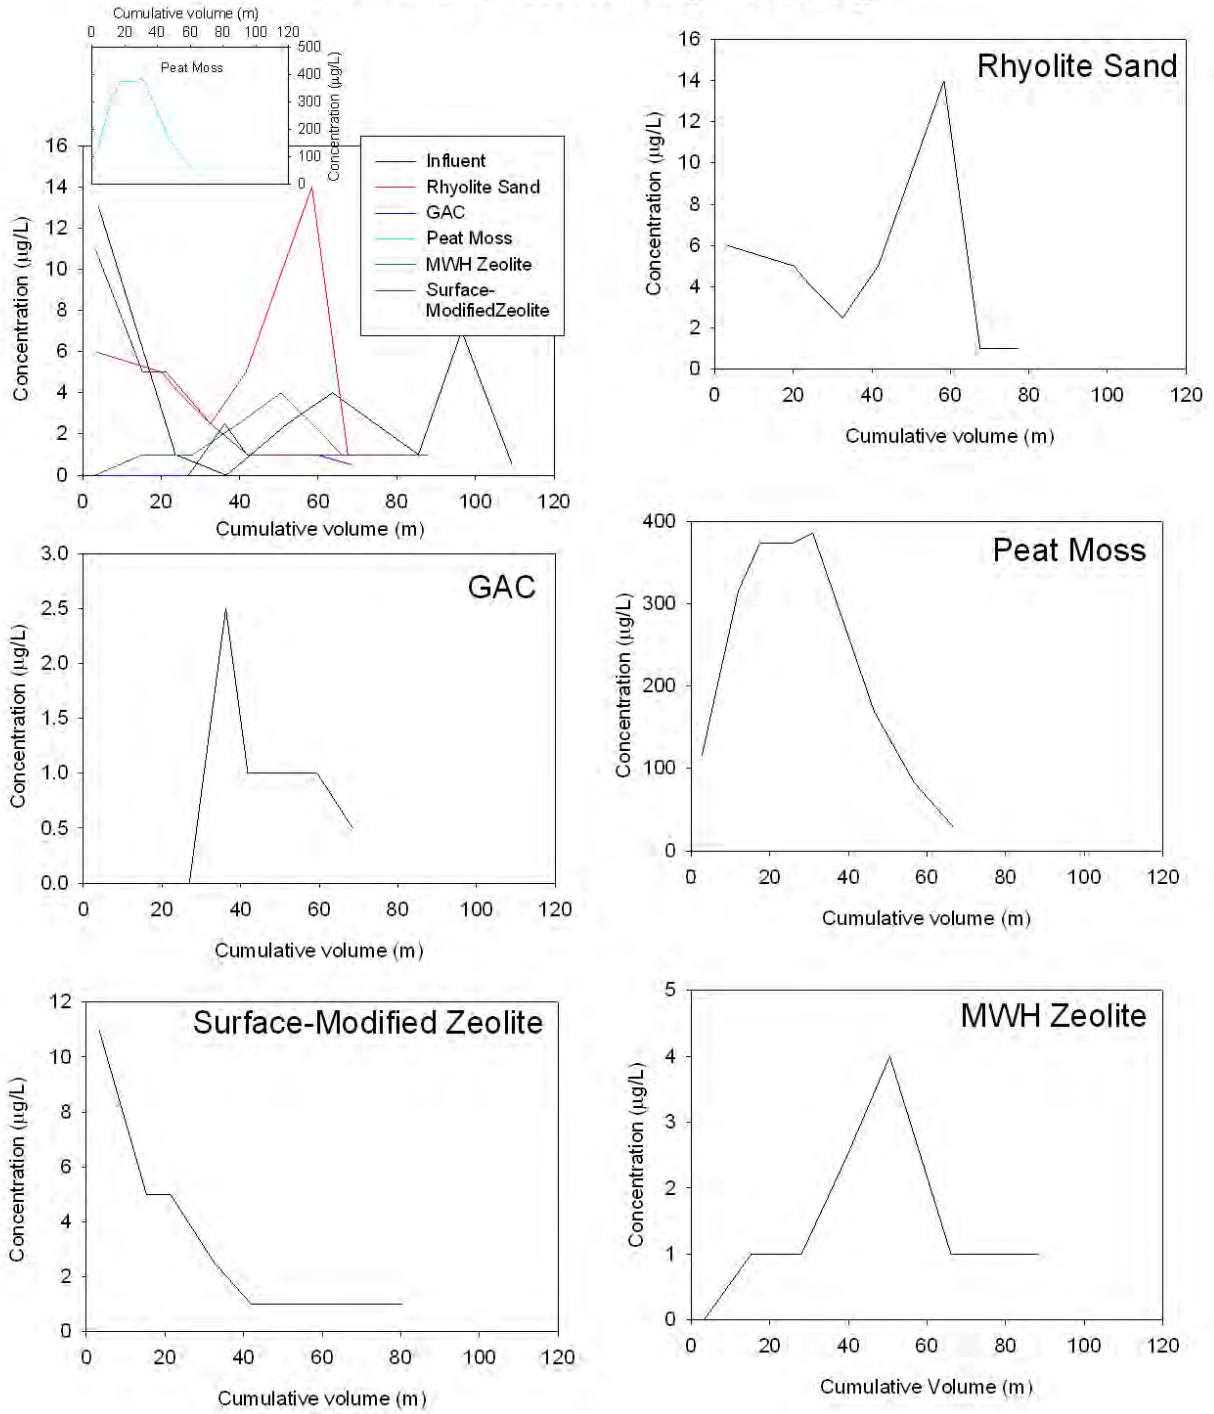 Cumulative volume (m)
0 20 40 60 80 100 120
500
400
300
200
100
0
Concentration (µg/L)
Peat Moss
16
14
12
10
8
6
4
2
0
Concentration (µg/L)
Influent
Rhyolite Sand
GAC
Peat Moss
MWH Zeolite
Surface-
ModifiedZeolite
0 20 40 60 80 100 120
Cumulative volume (m)
Rhyolite Sand
16
14
12
10
8
6
4
2
0
Concentration (µg/L)
0 20 40 60 80 100 120
Cumulative volume (m)
GAC
3.0
2.5
2.0
1.5
1.0
0.5
0.0
Concentration (µg/L)
0 20 40 60 80 100 120
Cumulative volume (m)
Peat Moss
400
300
200
100
0
Concentration (µg/L)
0 20 40 60 80 100 120
Cumulative volume (m)
Surface-Modified Zeolite
12
10
8
6
4
2
0
Concentration (µg/L)
0 20 40 60 80 100 120
Cumulative volume (m)
MWH Zeolite
5
4
3
2
1
0
Concentration (µg/L)
0 20 40 60 80 100 120
Cumulative Volume (m)